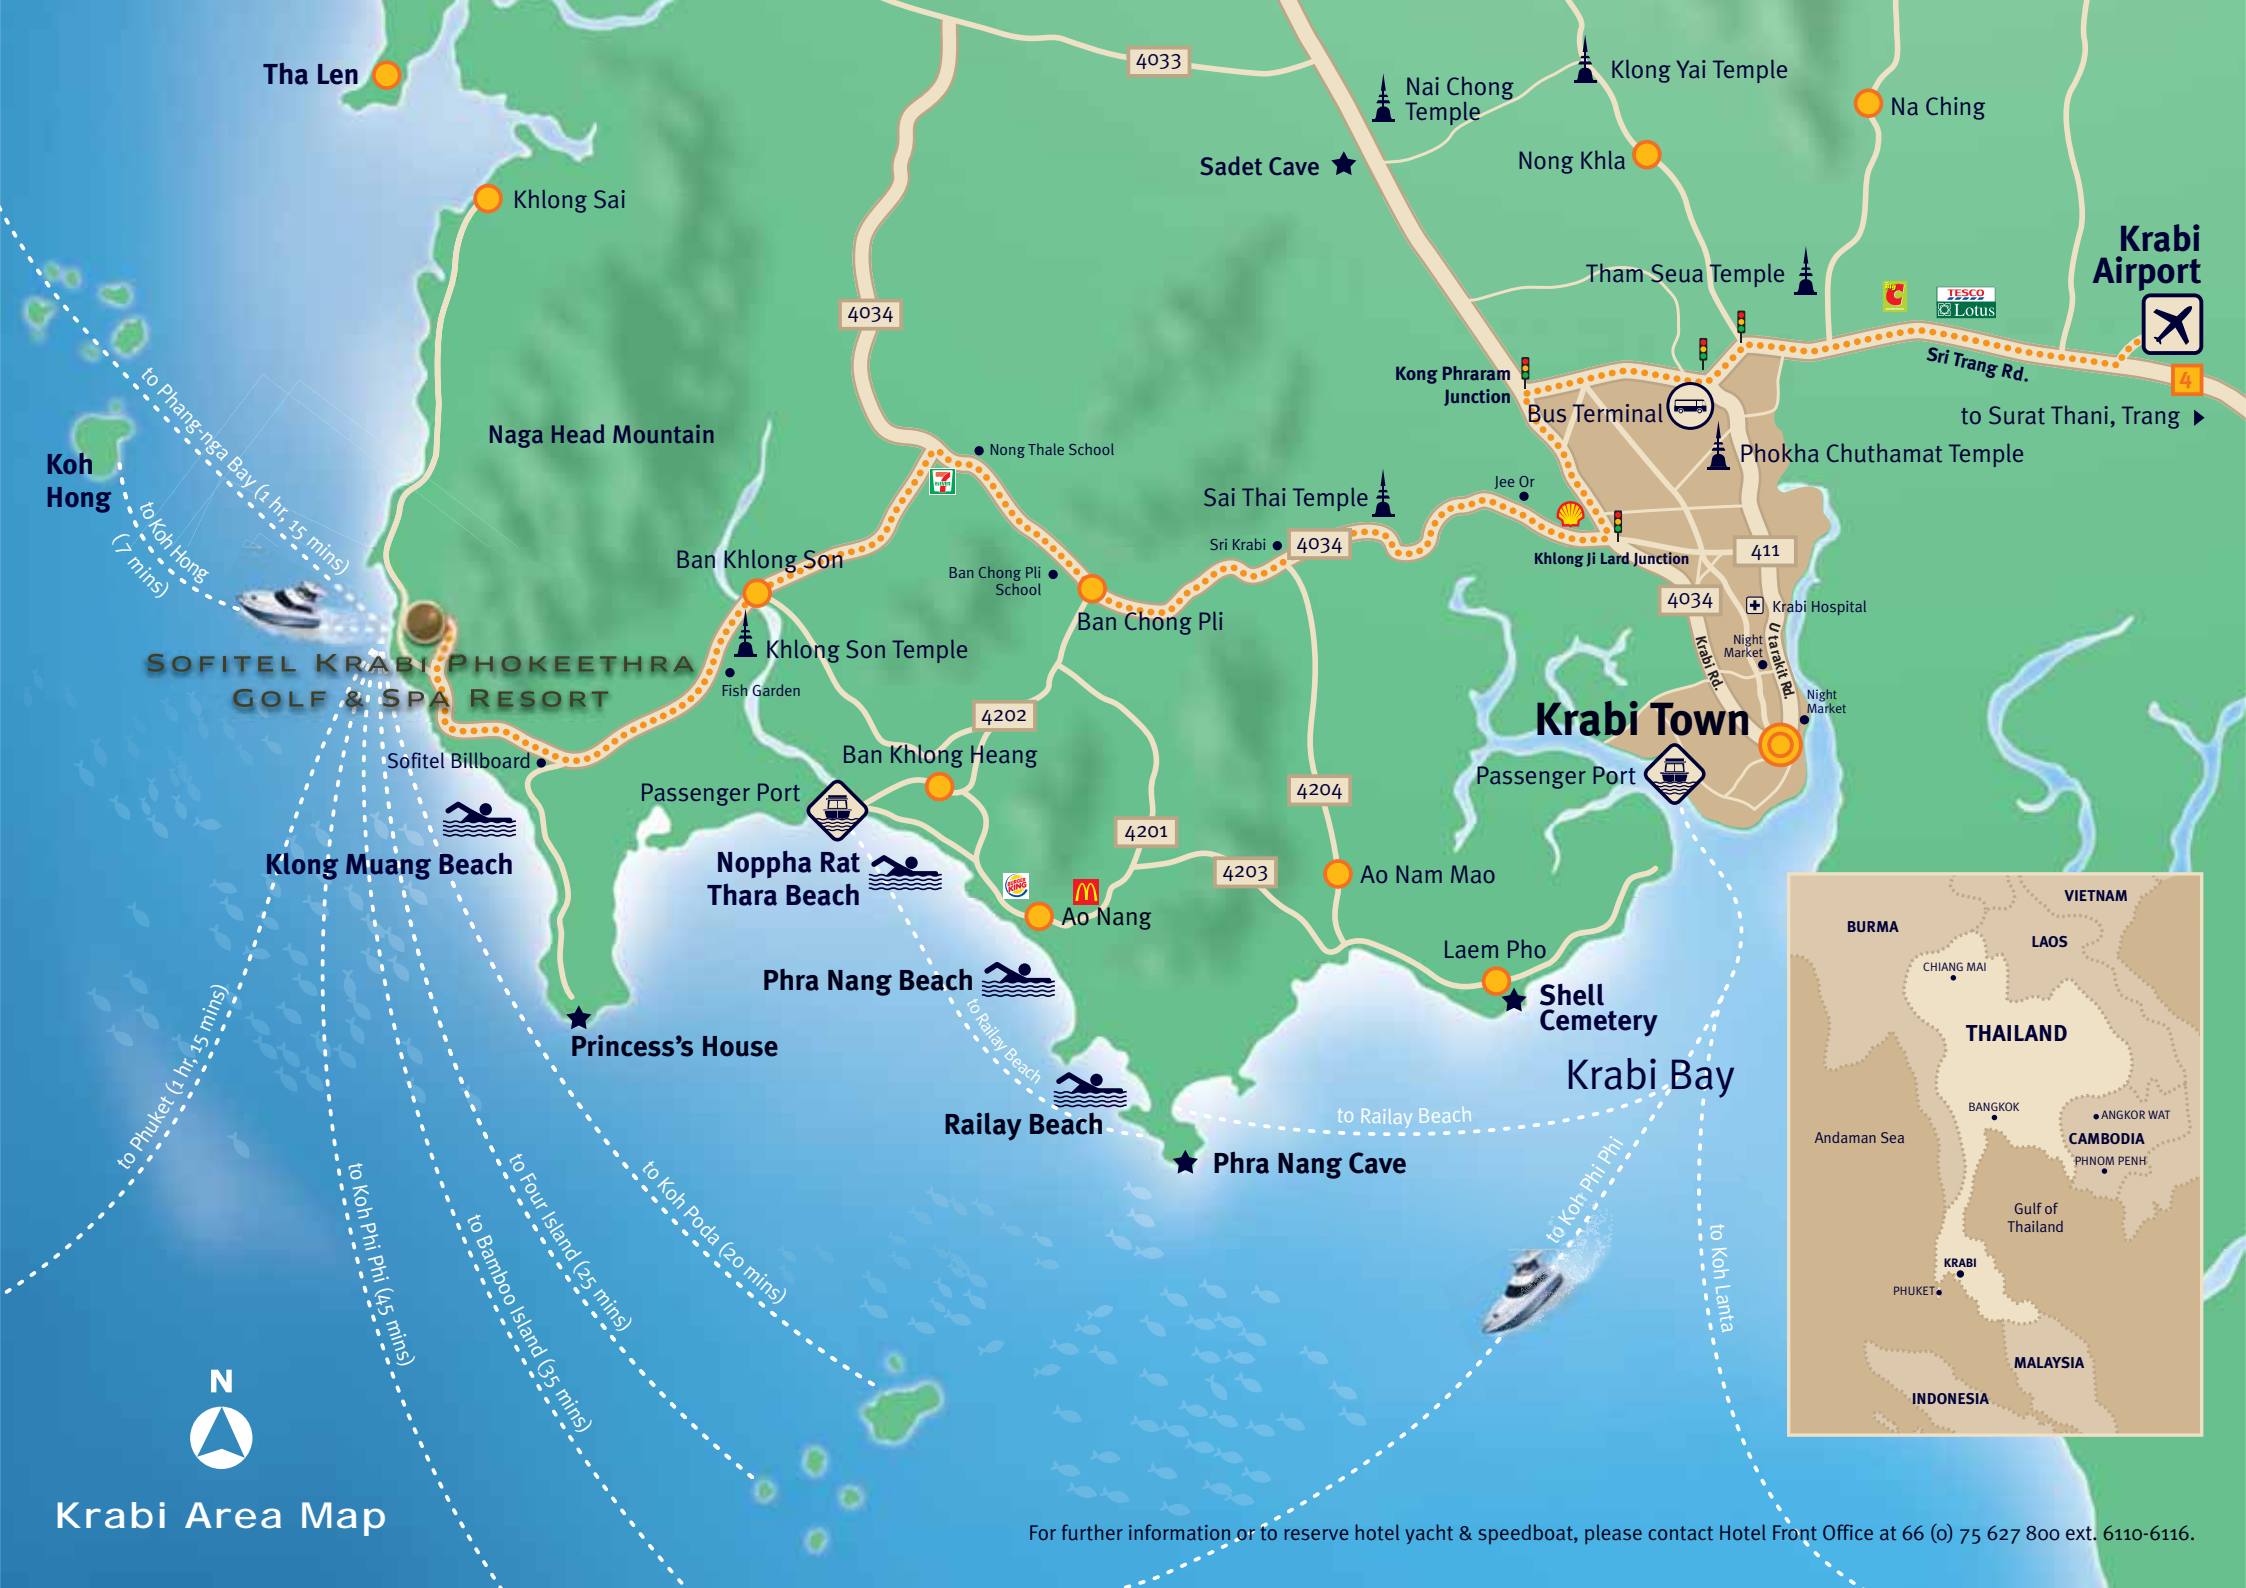 Tha Len
Khlong Sai
4033
Nai Chong
Temple
Klong Yai Temple
Na Ching
Sadet Cave
Nong Khla
Tham Seua Temple
Big
C
TESCO
Lotus
Krabi
Airport
Sri Trang Rd.
4
to Surat Thani, Trang
4034
Kong Phraram
Junction
Bus Terminal
Phokha Chuthamat Temple
to Phang-nga Bay (1 hr, 15 mins)
Koh
Hong
to Koh Hong
(7 mins)
Naga Head Mountain
Nong Thale School
7
ELEVEN
Sai Thai Temple
Jee Or
Sri Krabi
4034
Khlong Ji Lard Junction
411
Ban Khlong Son
Ban Chong Pli
School
Ban Chong Pli
4034
Krabi Hospital
Krabi Rd.
Utarakit Rd.
Night
Market
Night
Market
SOFITEL KRABI PHOKEETHRA
GOLF & SPA RESORT
Khlong Son Temple
Fish Garden
4202
Krabi Town
Passenger Port
Sofitel Billboard
Ban Khlong Heang
Passenger Port
4204
4201
4203
Klong Muang Beach
Noppha Rat
Thara Beach
BURGER
KING
Ao Nang
Ao Nam Mao
Laem Pho
Shell
Cemetery
Phra Nang Beach
to Railay Beach
Princess’s House
Krabi Bay
Railay Beach
to Railay Beach
Phra Nang Cave
to Phuket (1 hr, 15 mins)
to Koh Phi Phi (45 mins)
to Bamboo Island (35 mins)
to Four Island (25 mins)
to Koh Poda (20 mins)
to Koh Phi Phi
to Koh Lanta
VIETNAM
BURMA
LAOS
CHIANG MAI
THAILAND
BANGKOK
ANGKOR WAT
CAMBODIA
PHNOM PENH
Andaman Sea
Gulf of
Thailand
KRABI
PHUKET
MALAYSIA
INDONESIA
N
Krabi Area Map
For further information or to reserve hotel yacht & speedboat, please contact Hotel Front Office at 66 (0) 75 627 800 ext. 6110-6116.